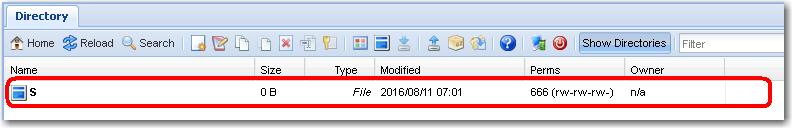 Directory
Home Reload Search Show Directories Filter
Name Size Type Modified Perms Owner
S 0 B File 2016/08/11 07:01 666 (rw-rw-rw-) n/a